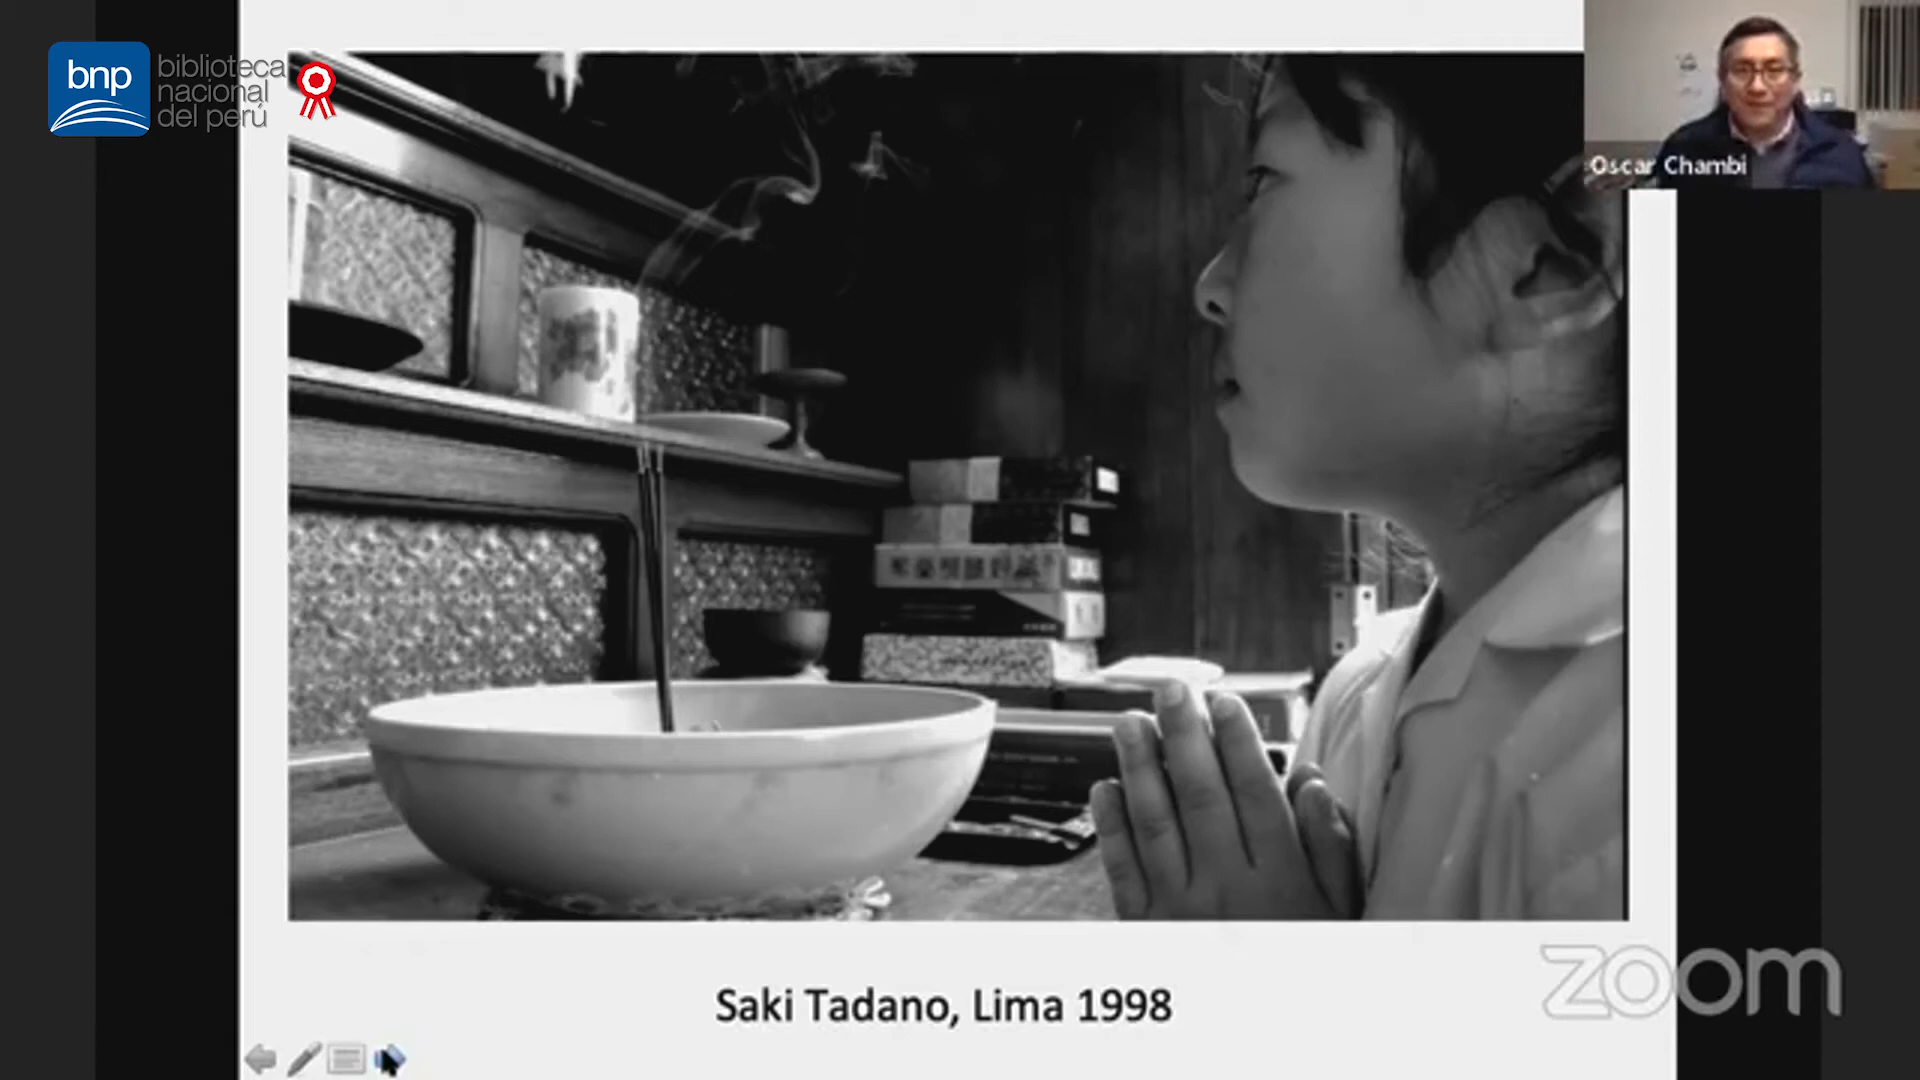 bnp
biblioteca
nacional
del perú
Oscar Chambi
Saki Tadano, Lima 1998
zoom